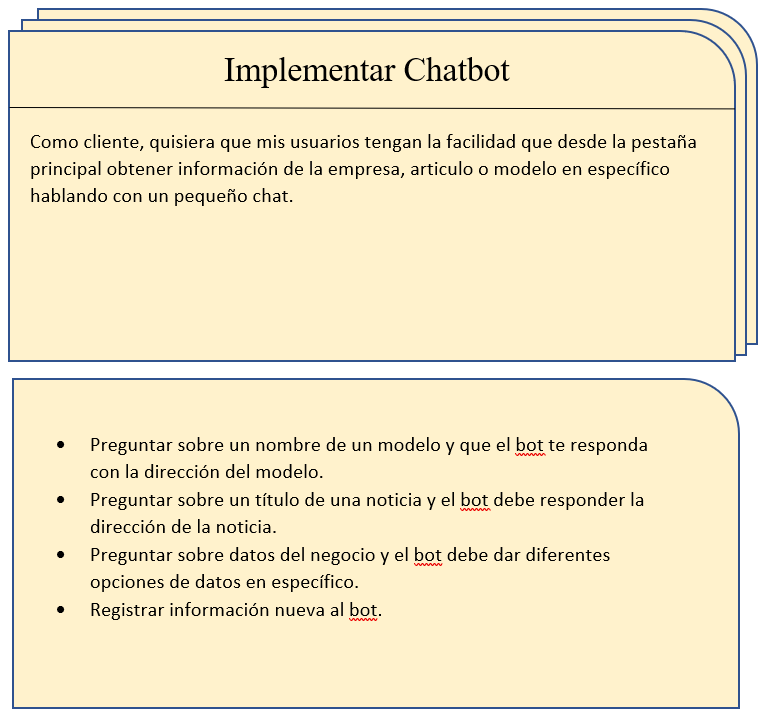 Implementar Chatbot
Como cliente, quisiera que mis usuarios tengan la facilidad que desde la pestaña
principal obtener información de la empresa, articulo o modelo en específico
hablando con un pequeño chat.
• Preguntar sobre un nombre de un modelo y que el bot te responda
con la dirección del modelo.
• Preguntar sobre un título de una noticia y el bot debe responder la
dirección de la noticia.
• Preguntar sobre datos del negocio y el bot debe dar diferentes
opciones de datos en específico.
• Registrar información nueva al bot.